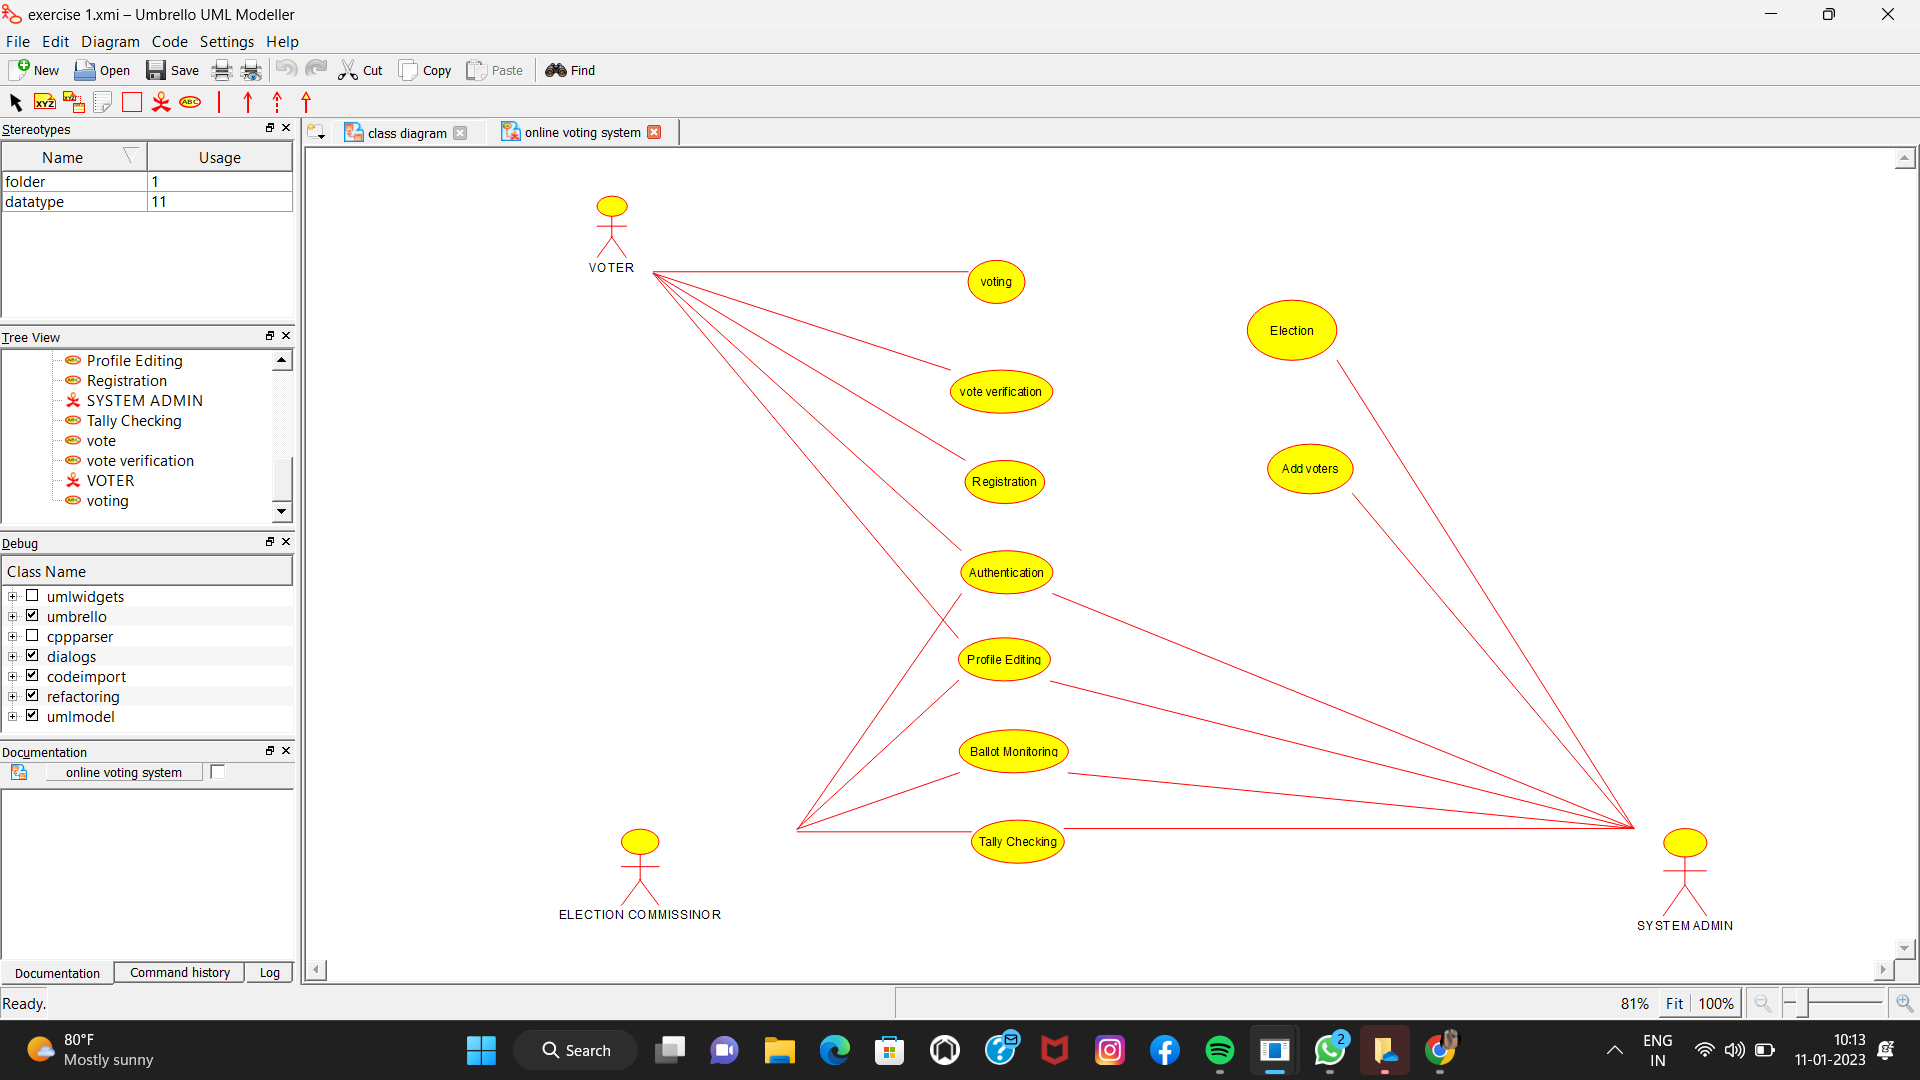 exercise 1.xmi – Umbrello UML Modeller
File Edit Diagram Code Settings Help
New Open Save Cut Copy Paste Find
XYZ XYZ ABC
Stereotypes
class diagram online voting system
Name Usage
folder 1
datatype 11
VOTER
voting
Election
Tree View
Profile Editing
Registration
SYSTEM ADMIN
Tally Checking
vote
vote verification
VOTER
voting
vote verification
Add voters
Registration
Debug
Class Name
umlwidgets
umbrello
cppparser
dialogs
codeimport
refactoring
umlmodel
Authentication
Profile Editing
Ballot Monitoring
Tally Checking
Documentation
online voting system
ELECTION COMMISSINOR
SYSTEM ADMIN
Documentation Command history Log
Ready.
81% Fit 100%
80°F
Mostly sunny
Search
2
ENG
IN
10:13
11-01-2023